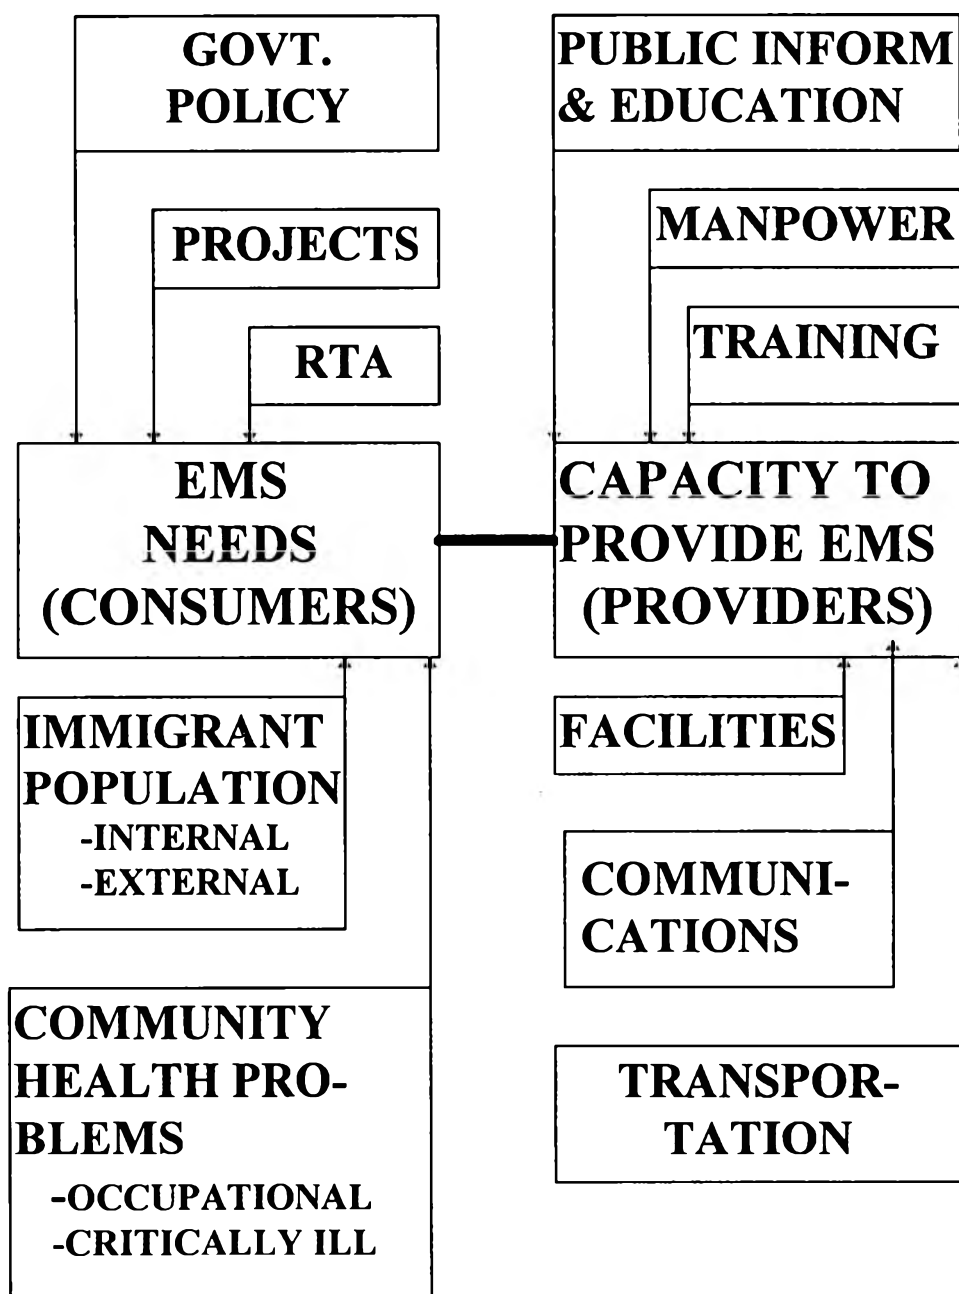 GOVT.
POLICY
PROJECTS
RTA
EMS
NEEDS
(CONSUMERS)
IMMIGRANT
POPULATION
-INTERNAL
-EXTERNAL
COMMUNITY
HEALTH PRO-
BLEMS
-OCCUPATIONAL
-CRITICALLY ILL
PUBLIC INFORM
& EDUCATION
MANPOWER
TRAINING
CAPACITY TO
PROVIDE EMS
(PROVIDERS)
FACILITIES
COMMUNI-
CATIONS
TRANSPOR-
TATION